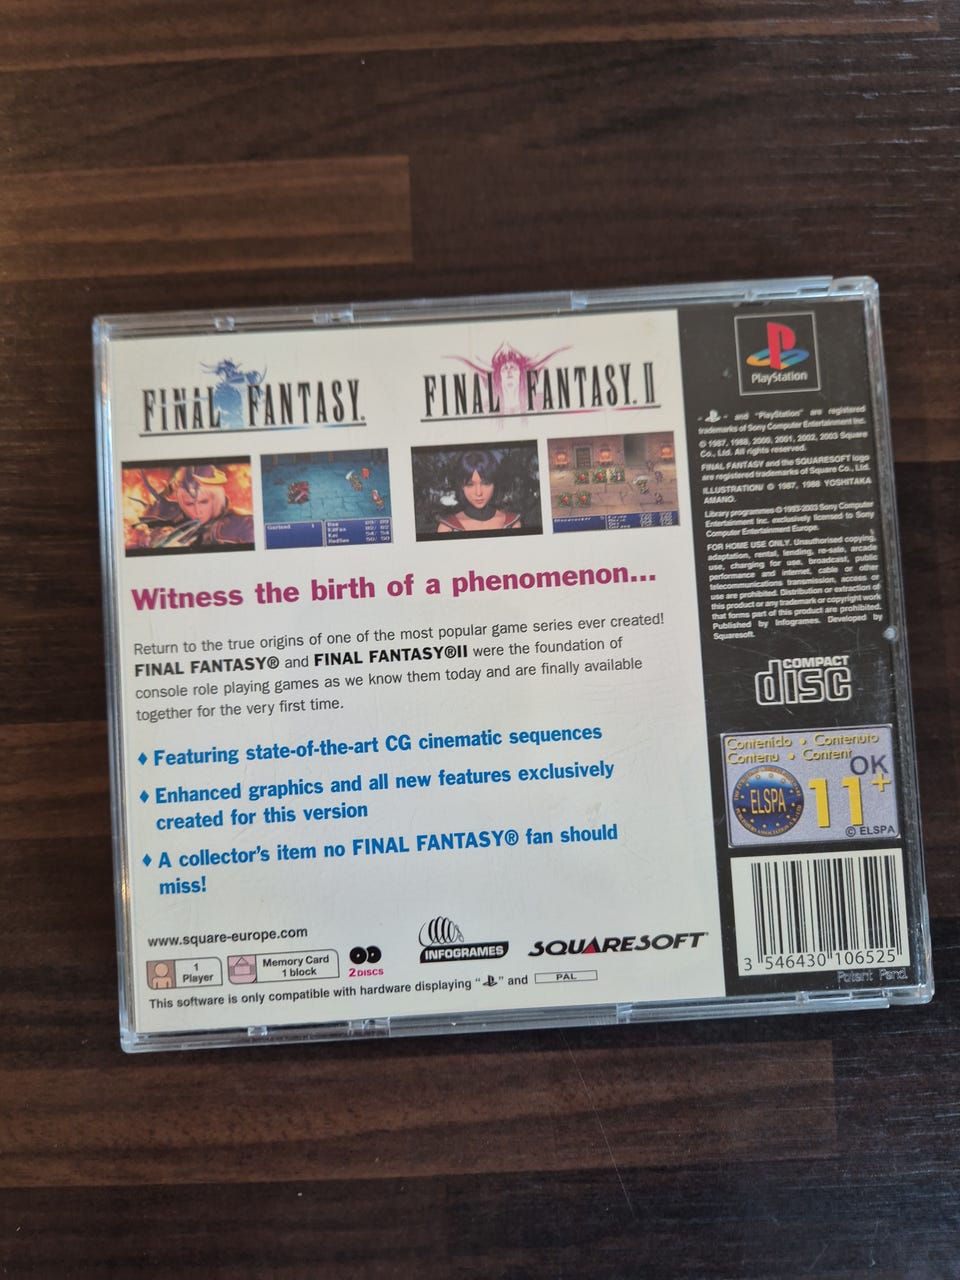 FINAL FANTASY.
FINAL FANTASY. II
Witness the birth of a phenomenon...
Return to the true origins of one of the most popular game series ever created!
FINAL FANTASY® and FINAL FANTASY®II were the foundation of
console role playing games as we know them today and are finally available
together for the very first time.
♦ Featuring state-of-the-art CG cinematic sequences
♦ Enhanced graphics and all new features exclusively
created for this version
♦ A collector's item no FINAL FANTASY® fan should
miss!
www.square-europe.com
1
Player
Memory Card
1 block
2 DISCS
INFOGRAMES
SQUARESOFT
This software is only compatible with hardware displaying " " and PAL
PlayStation
" " and "PlayStation" are registered
trademarks of Sony Computer Entertainment Inc.
© 1987, 1988, 2000, 2001, 2002, 2003 Square
Co., Ltd. All rights reserved.
FINAL FANTASY and the SQUARESOFT logo
are registered trademarks of Square Co., Ltd.
ILLUSTRATION/ © 1987, 1988 YOSHITAKA
AMANO.
Library programmes © 1993-2003 Sony Computer
Entertainment Inc. exclusively licensed to Sony
Computer Entertainment Europe.
FOR HOME USE ONLY. Unauthorised copying,
adaptation, rental, lending, re-sale, arcade
use, charging for use, broadcast, public
performance and internet, cable or other
telecommunications transmission, access or
use are prohibited. Distribution or extraction of
this product or any trademark or copyright work
that forms part of this product are prohibited.
Published by Infogrames. Developed by
Squaresoft.
COMPACT
disc
Contenido • Contenuto
Contenu • Content
OK
ELSPA
11+
© ELSPA
3 546430 106525
Patent Pend.